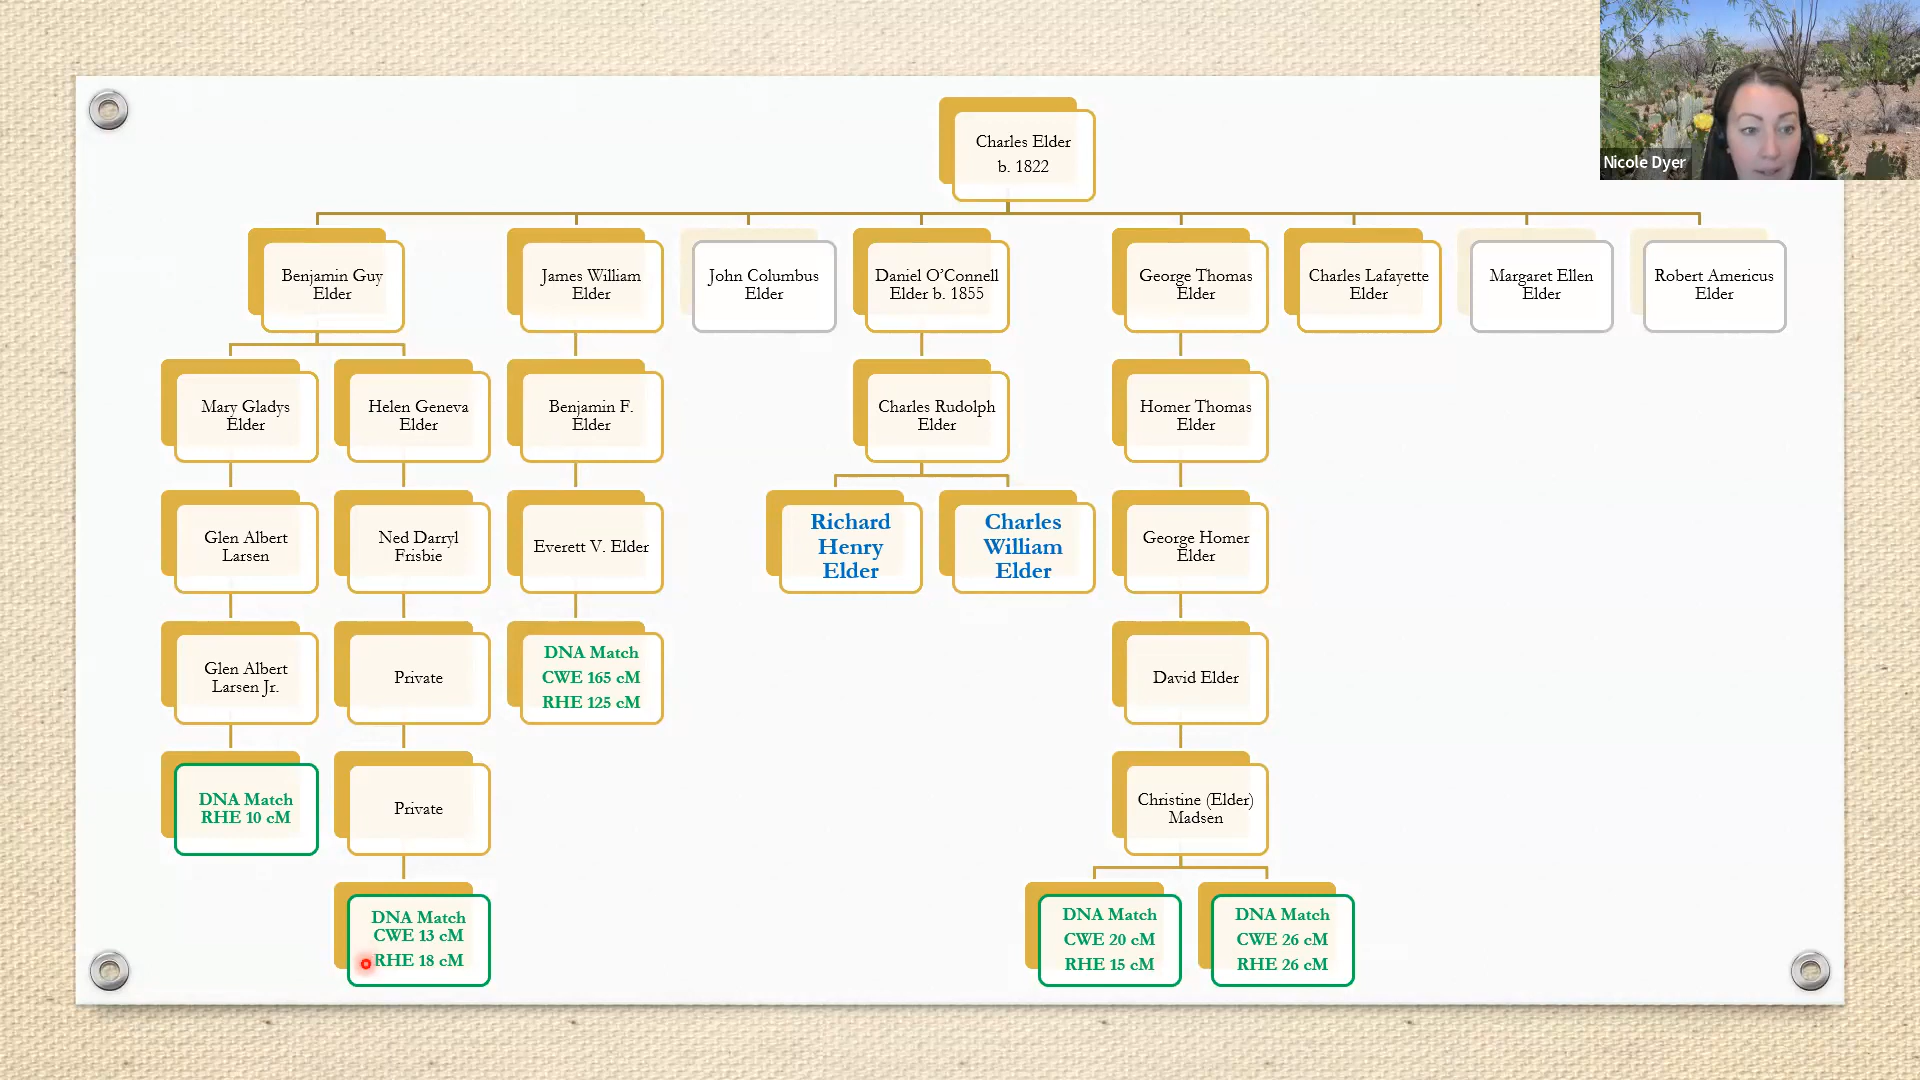 Nicole Dyer
Charles Elder
b. 1822
Benjamin Guy
Elder
James William
Elder
John Columbus
Elder
Daniel O’Connell
Elder b. 1855
George Thomas
Elder
Charles Lafayette
Elder
Margaret Ellen
Elder
Robert Americus
Elder
Mary Gladys
Elder
Helen Geneva
Elder
Benjamin F.
Elder
Charles Rudolph
Elder
Homer Thomas
Elder
Glen Albert
Larsen
Ned Darryl
Frisbie
Everett V. Elder
Richard
Henry
Elder
Charles
William
Elder
George Homer
Elder
Glen Albert
Larsen Jr.
Private
DNA Match
CWE 165 cM
RHE 125 cM
David Elder
DNA Match
RHE 10 cM
Private
Christine (Elder)
Madsen
DNA Match
CWE 13 cM
RHE 18 cM
DNA Match
CWE 20 cM
RHE 15 cM
DNA Match
CWE 26 cM
RHE 26 cM